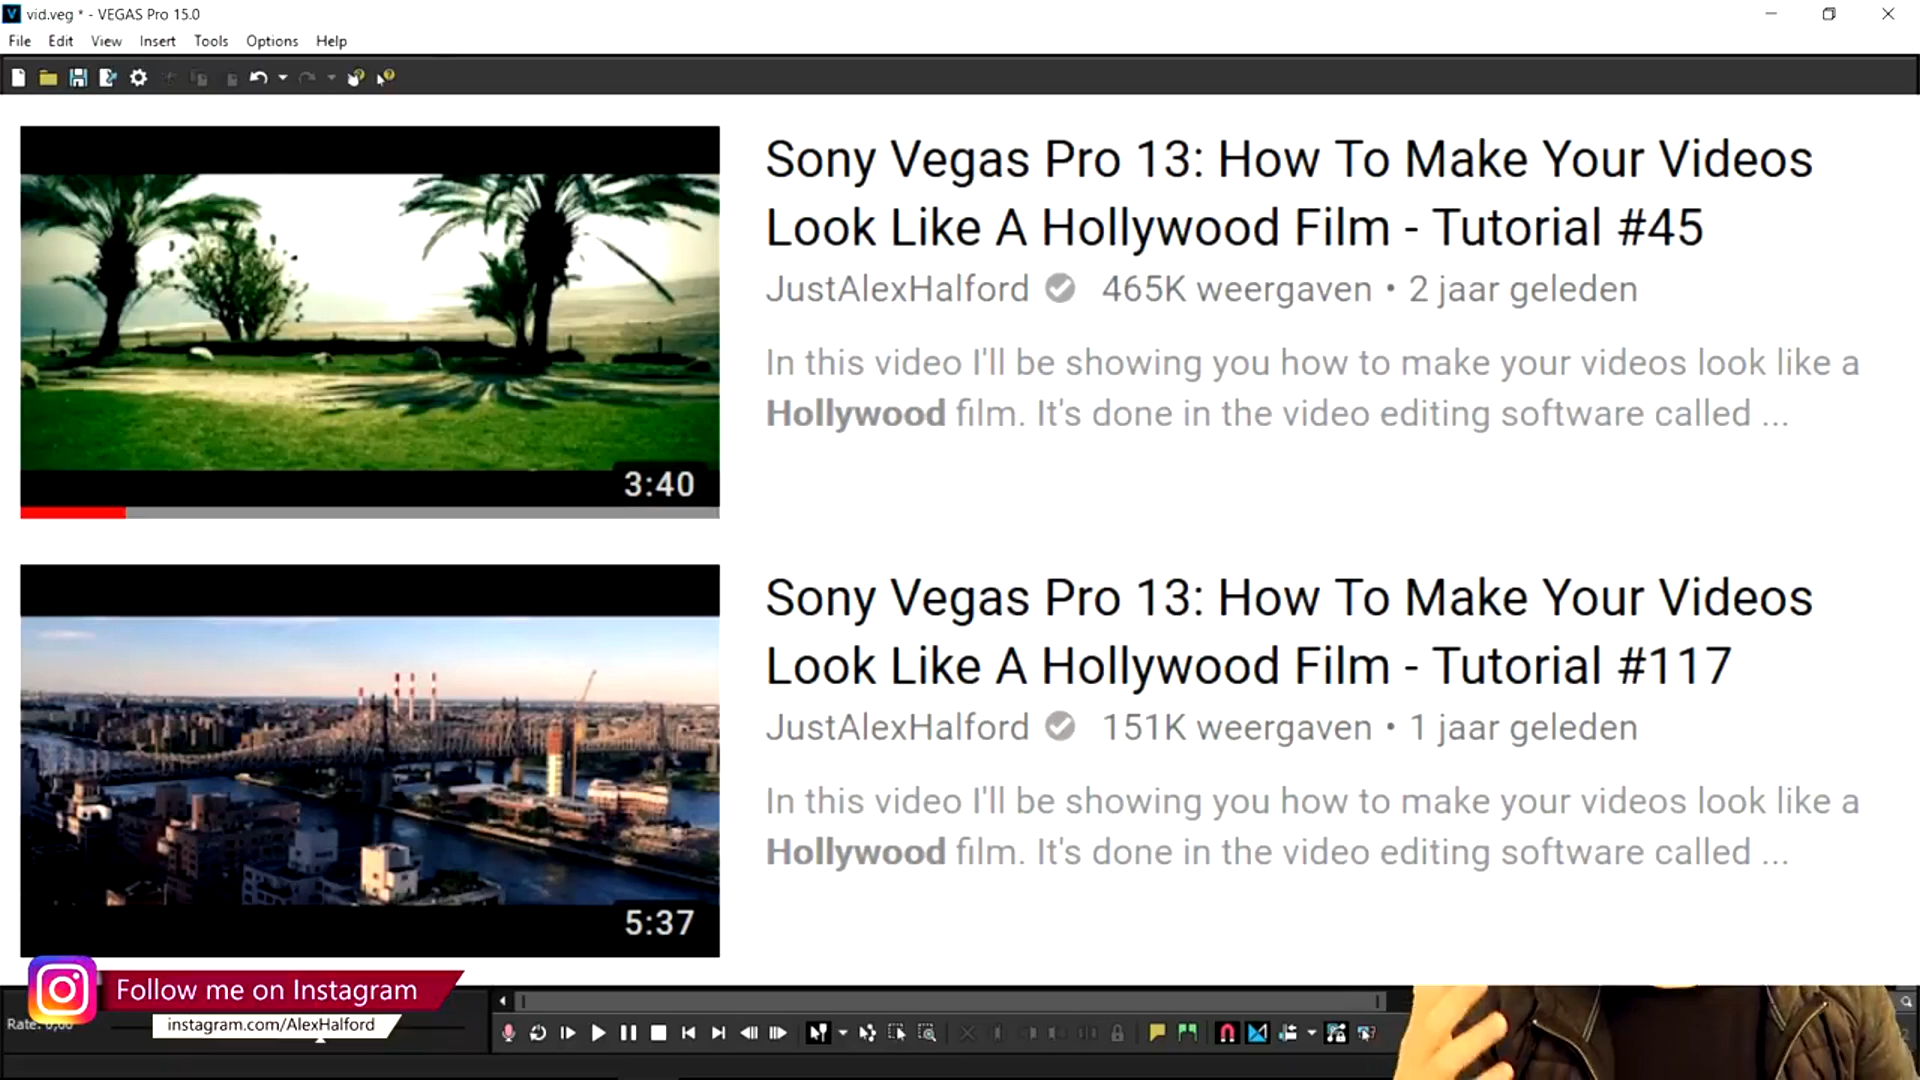 vid.veg * - VEGAS Pro 15.0
File Edit View Insert Tools Options Help
Sony Vegas Pro 13: How To Make Your Videos
Look Like A Hollywood Film - Tutorial #45
JustAlexHalford 465K weergaven • 2 jaar geleden
In this video I'll be showing you how to make your videos look like a
Hollywood film. It's done in the video editing software called ...
3:40
Sony Vegas Pro 13: How To Make Your Videos
Look Like A Hollywood Film - Tutorial #117
JustAlexHalford 151K weergaven • 1 jaar geleden
In this video I'll be showing you how to make your videos look like a
Hollywood film. It's done in the video editing software called ...
5:37
Follow me on Instagram
instagram.com/AlexHalford
Rate: